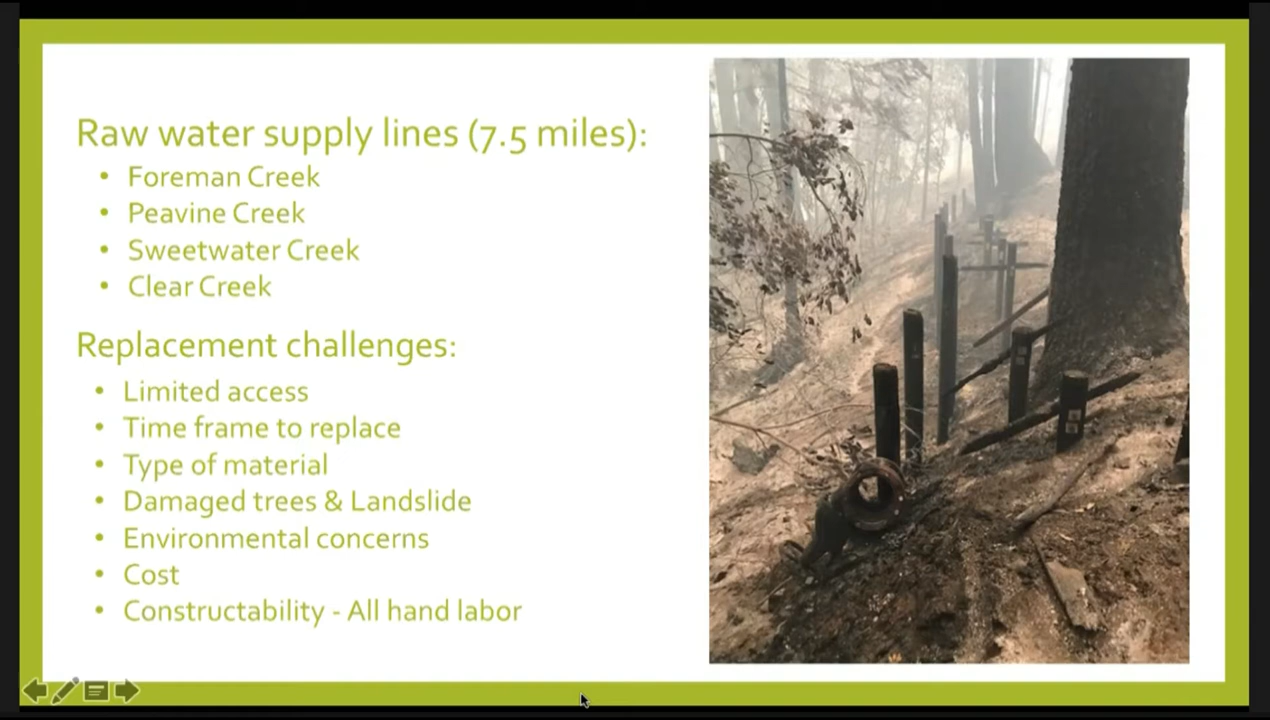 Raw water supply lines (7.5 miles):
• Foreman Creek
• Peavine Creek
• Sweetwater Creek
• Clear Creek
Replacement challenges:
• Limited access
• Time frame to replace
• Type of material
• Damaged trees & Landslide
• Environmental concerns
• Cost
• Constructability - All hand labor